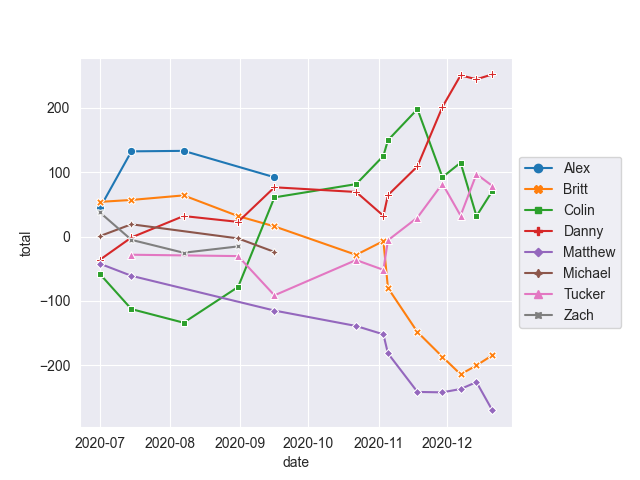 200
100
0
−100
−200
total
2020-07 2020-08 2020-09 2020-10 2020-11 2020-12
date
Alex
Britt
Colin
Danny
Matthew
Michael
Tucker
Zach